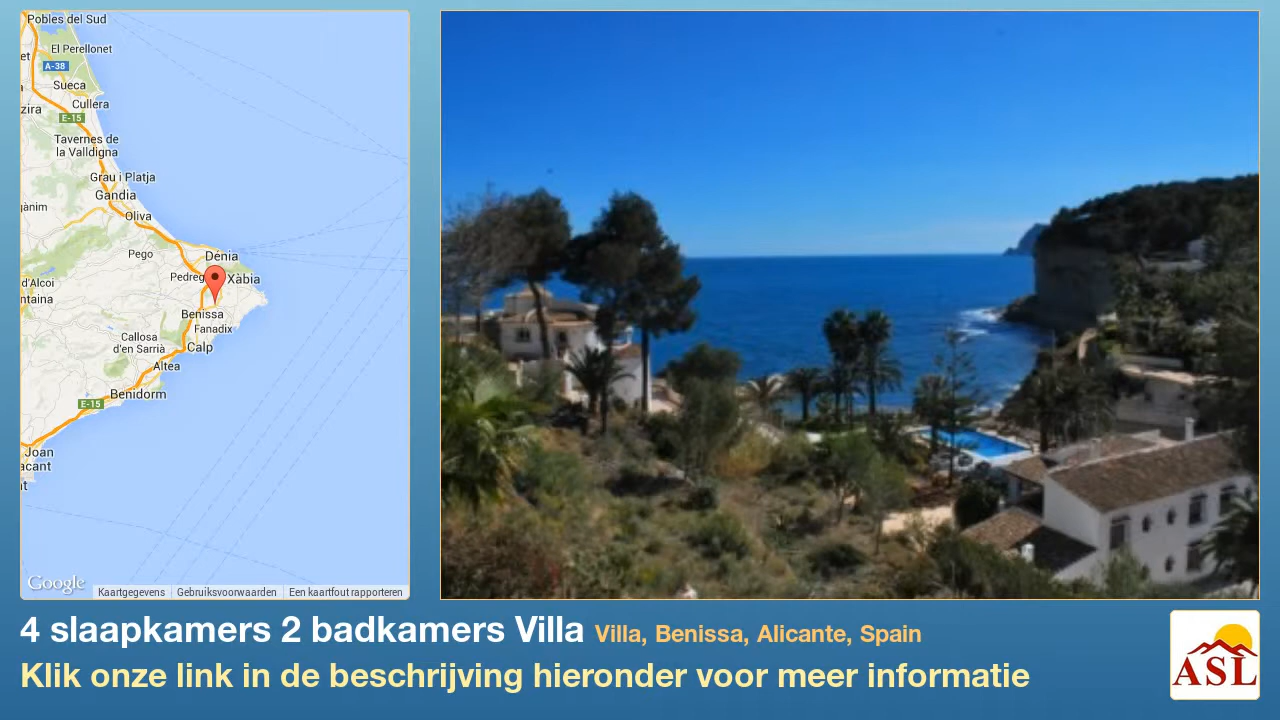 Pobles del Sud
El Perellonet
et
A-38
Sueca
Cullera
zira
E-15
Tavernes de
la Valldigna
Grau i Platja
Gandia
gànim
Oliva
Pego
Dénia
Pedreg
Xàbia
d'Alcoi
ntaina
Benissa
Fanadix
Callosa
d'en Sarrià
Calp
Altea
Benidorm
E-15
Joan
acant
nt
Google
Kaartgegevens
Gebruiksvoorwaarden
Een kaartfout rapporteren
4 slaapkamers 2 badkamers Villa Villa, Benissa, Alicante, Spain
Klik onze link in de beschrijving hieronder voor meer informatie
ASL